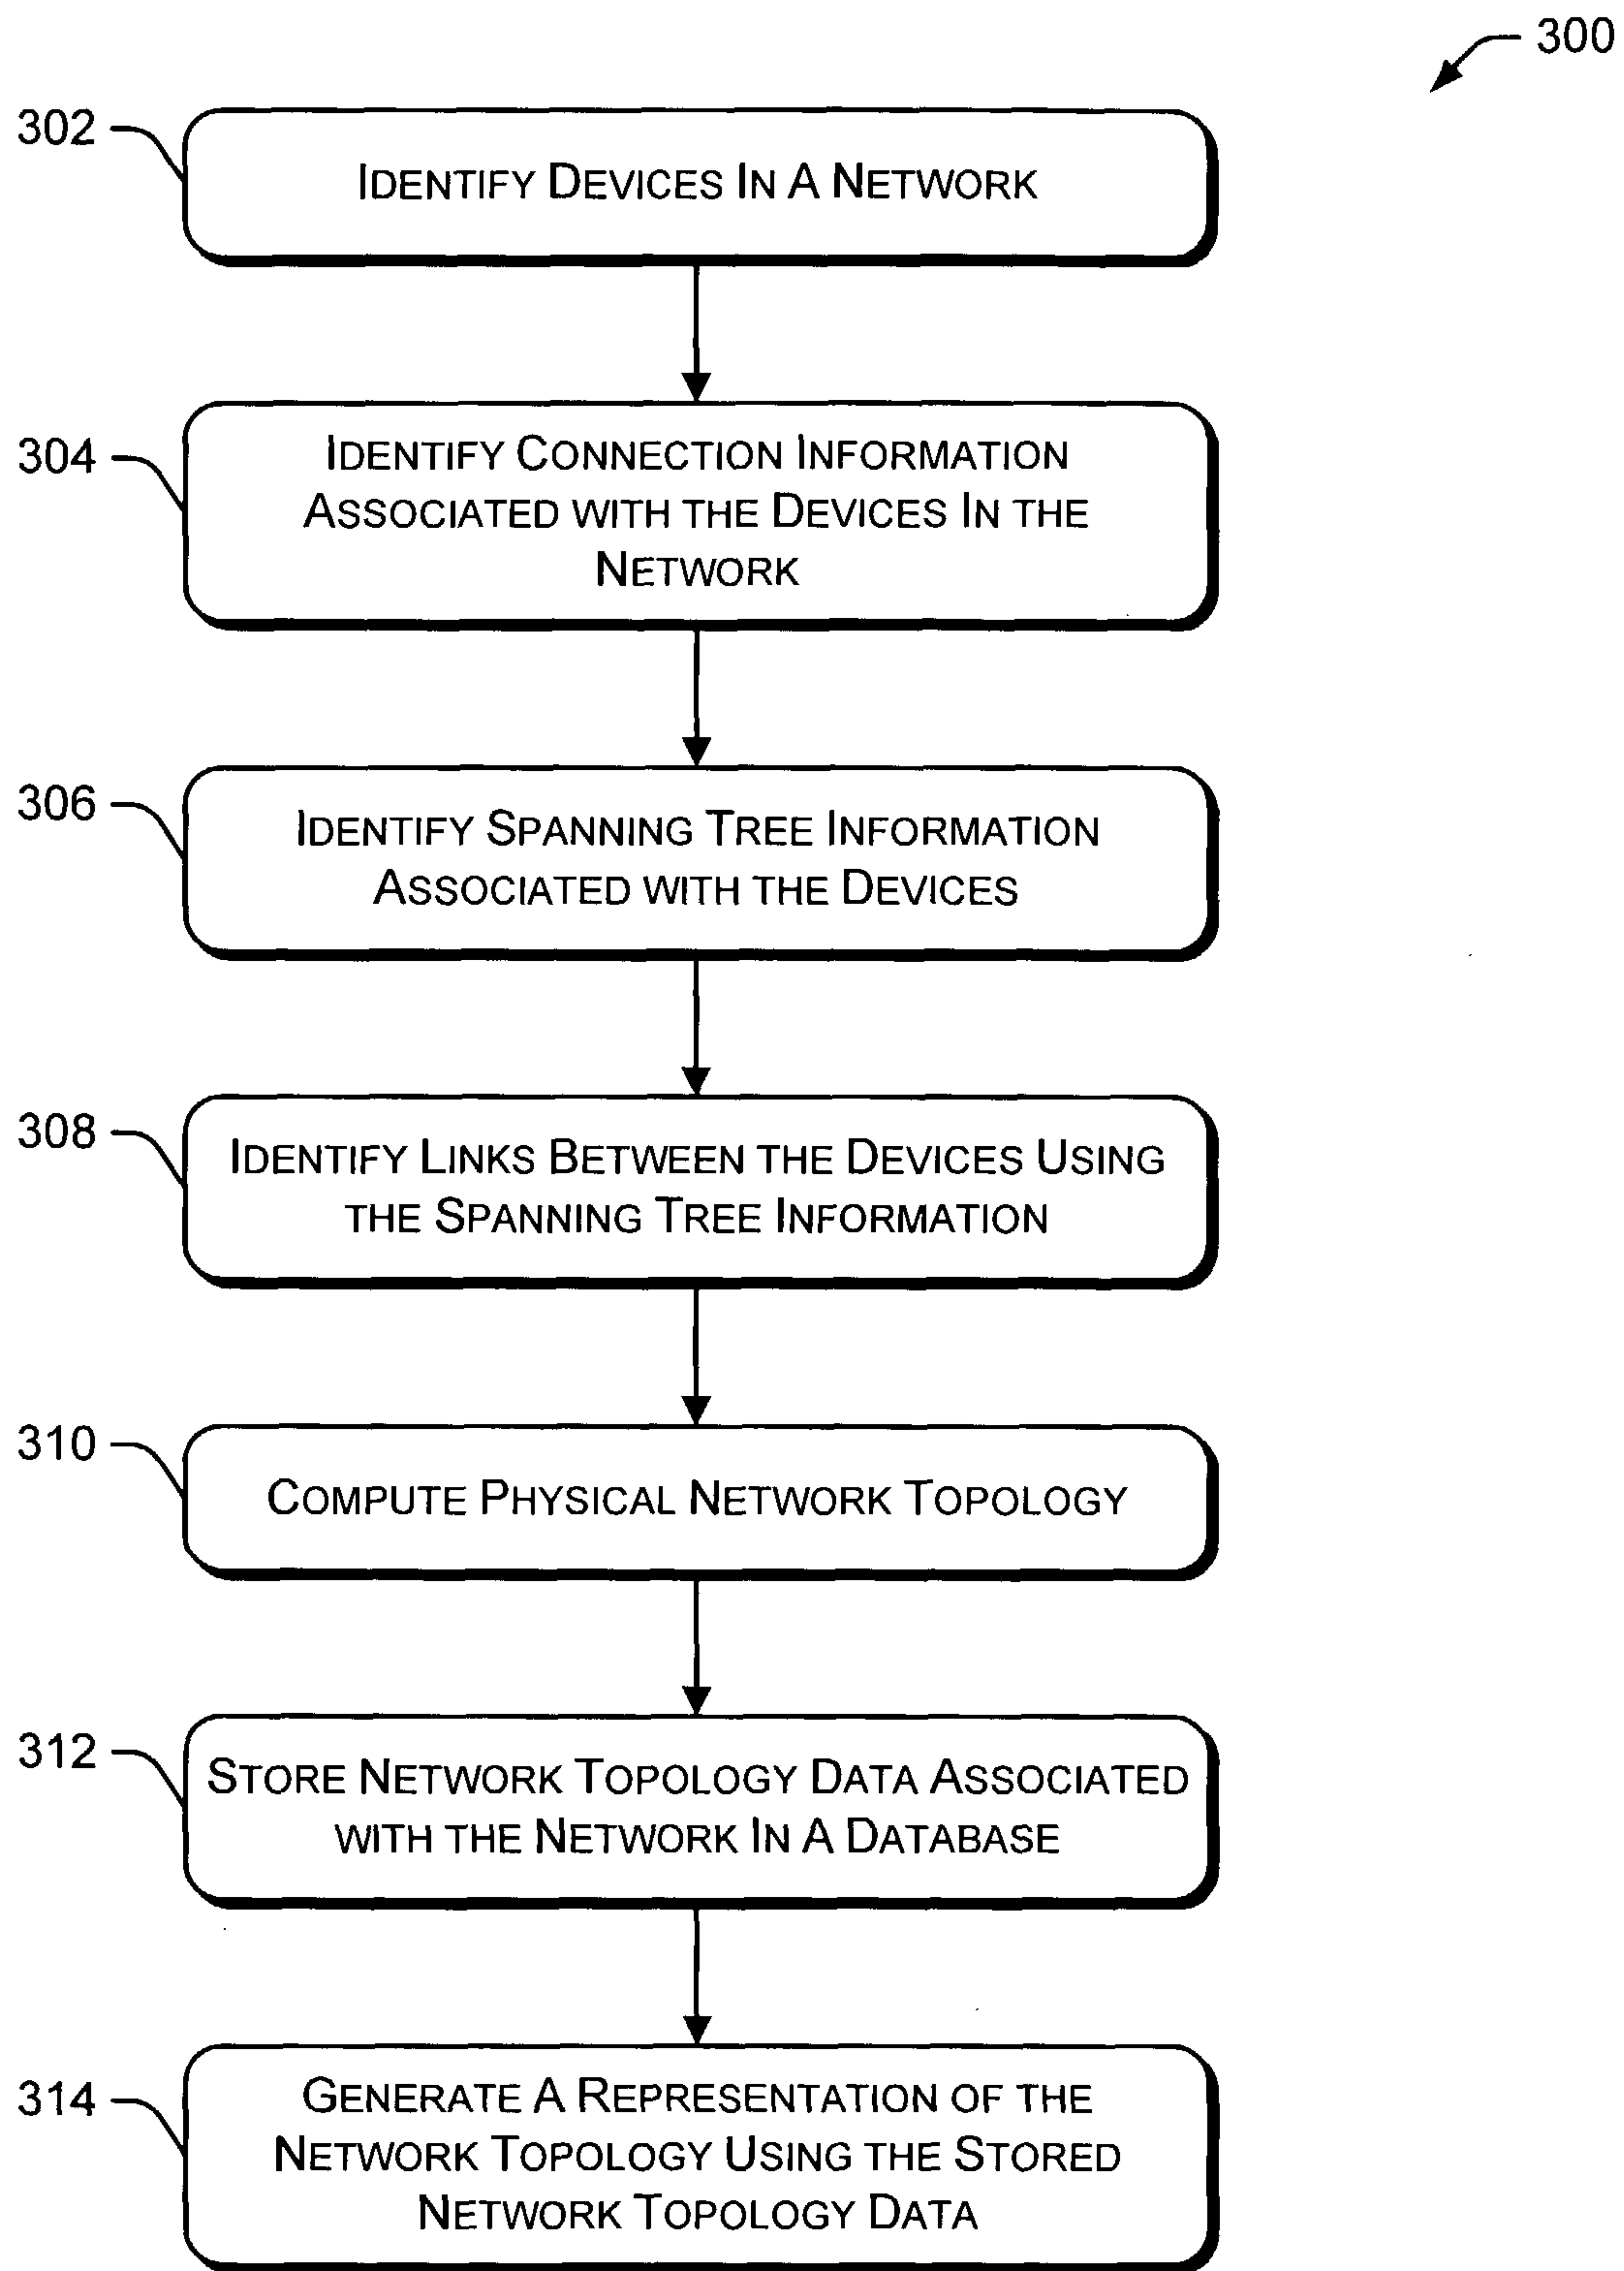 300
302
IDENTIFY DEVICES IN A NETWORK
304
IDENTIFY CONNECTION INFORMATION
ASSOCIATED WITH THE DEVICES IN THE
NETWORK
306
IDENTIFY SPANNING TREE INFORMATION
ASSOCIATED WITH THE DEVICES
308
IDENTIFY LINKS BETWEEN THE DEVICES USING
THE SPANNING TREE INFORMATION
310
COMPUTE PHYSICAL NETWORK TOPOLOGY
312
STORE NETWORK TOPOLOGY DATA ASSOCIATED
WITH THE NETWORK IN A DATABASE
314
GENERATE A REPRESENTATION OF THE
NETWORK TOPOLOGY USING THE STORED
NETWORK TOPOLOGY DATA